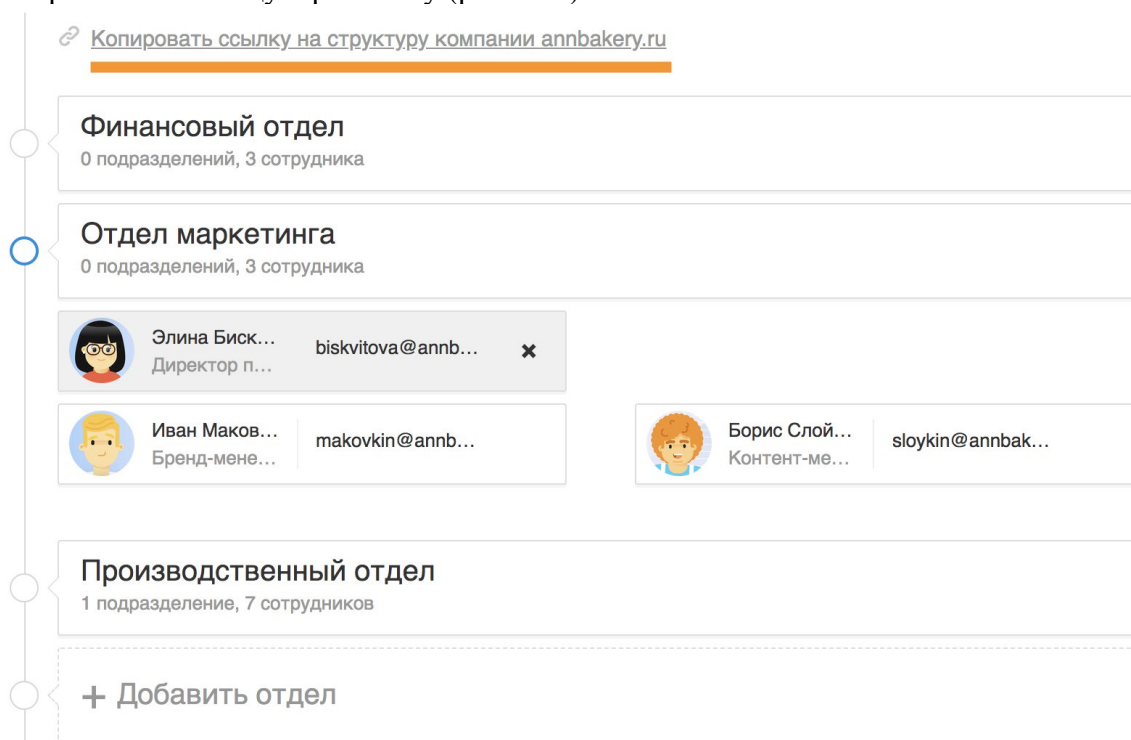 Копировать ссылку на структуру компании annbakery.ru
Финансовый отдел
0 подразделений, 3 сотрудника
Отдел маркетинга
0 подразделений, 3 сотрудника
Элина Биск... biskvitova@annb...
Директор п...
Иван Маков... makovkin@annb...
Бренд-мене...
Борис Слой... sloykin@annbak...
Контент-ме...
Производственный отдел
1 подразделение, 7 сотрудников
+ Добавить отдел